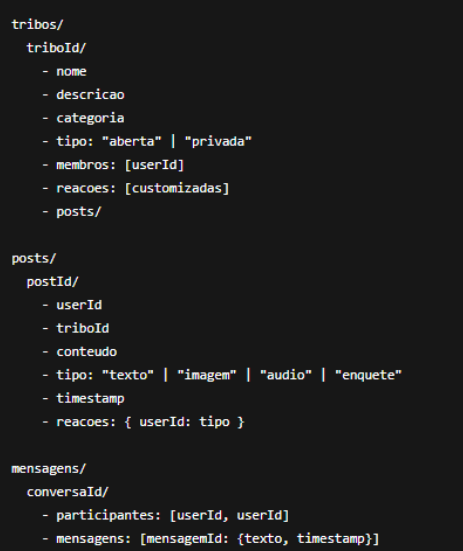 tribos/
triboId/
- nome
- descricao
- categoria
- tipo: "aberta" | "privada"
- membros: [userId]
- reacoes: [customizadas]
- posts/
posts/
postId/
- userId
- triboId
- conteudo
- tipo: "texto" | "imagem" | "audio" | "enquete"
- timestamp
- reacoes: { userId: tipo }
mensagens/
conversaId/
- participantes: [userId, userId]
- mensagens: [mensagemId: {texto, timestamp}]